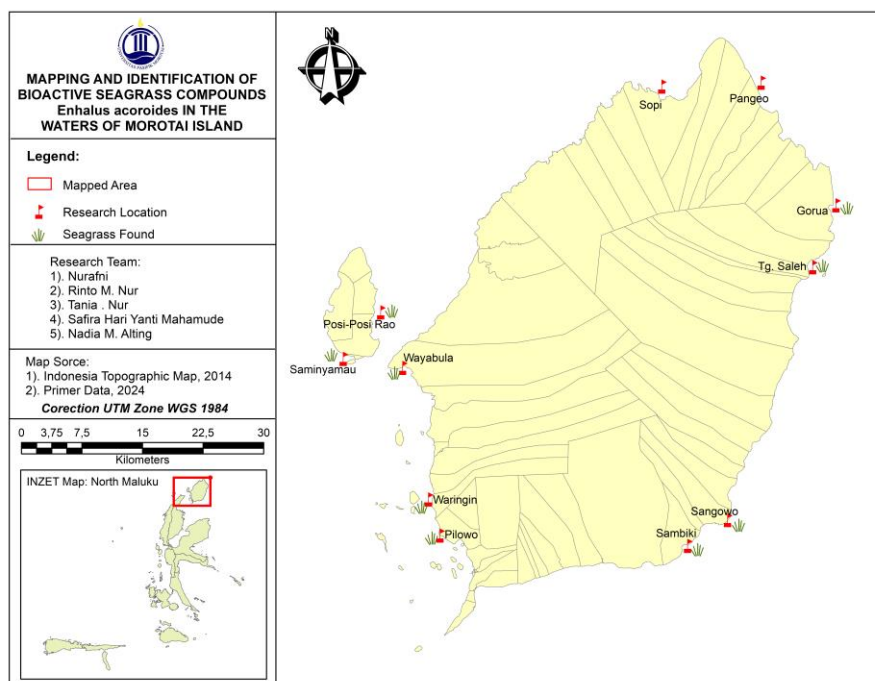 MAPPING AND IDENTIFICATION OF
BIOACTIVE SEAGRASS COMPOUNDS
Enhalus acoroides IN THE
WATERS OF MOROTAI ISLAND
Legend:
Mapped Area
Research Location
Seagrass Found
Research Team:
1). Nurafni
2). Rinto M. Nur
3). Tania . Nur
4). Safira Hari Yanti Mahamude
5). Nadia M. Alting
Map Sorce:
1). Indonesia Topographic Map, 2014
2). Primer Data, 2024
Corection UTM Zone WGS 1984
0 3,75 7,5 15 22,5 30
Kilometers
INZET Map: North Maluku
Sopi
Pangeo
Gorua
Tg. Saleh
Posi-Posi Rao
Saminyamau
Wayabula
Waringin
Pilowo
Sangowo
Sambiki